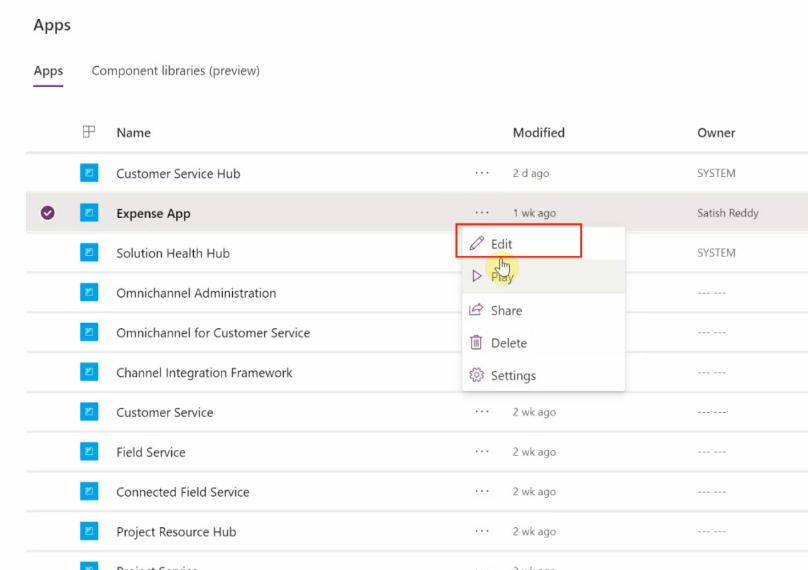 Apps
Apps Component libraries (preview)
Name Modified Owner
Customer Service Hub ... 2 d ago SYSTEM
Expense App ... 1 wk ago Satish Reddy
Edit
Solution Health Hub SYSTEM
Play
Omnichannel Administration --- ---
Share
Omnichannel for Customer Service --- ---
Delete
Channel Integration Framework --- ---
Settings
Customer Service ... 2 wk ago --- ---
Field Service ... 2 wk ago --- ---
Connected Field Service ... 2 wk ago --- ---
Project Resource Hub ... 2 wk ago --- ---
Project Service